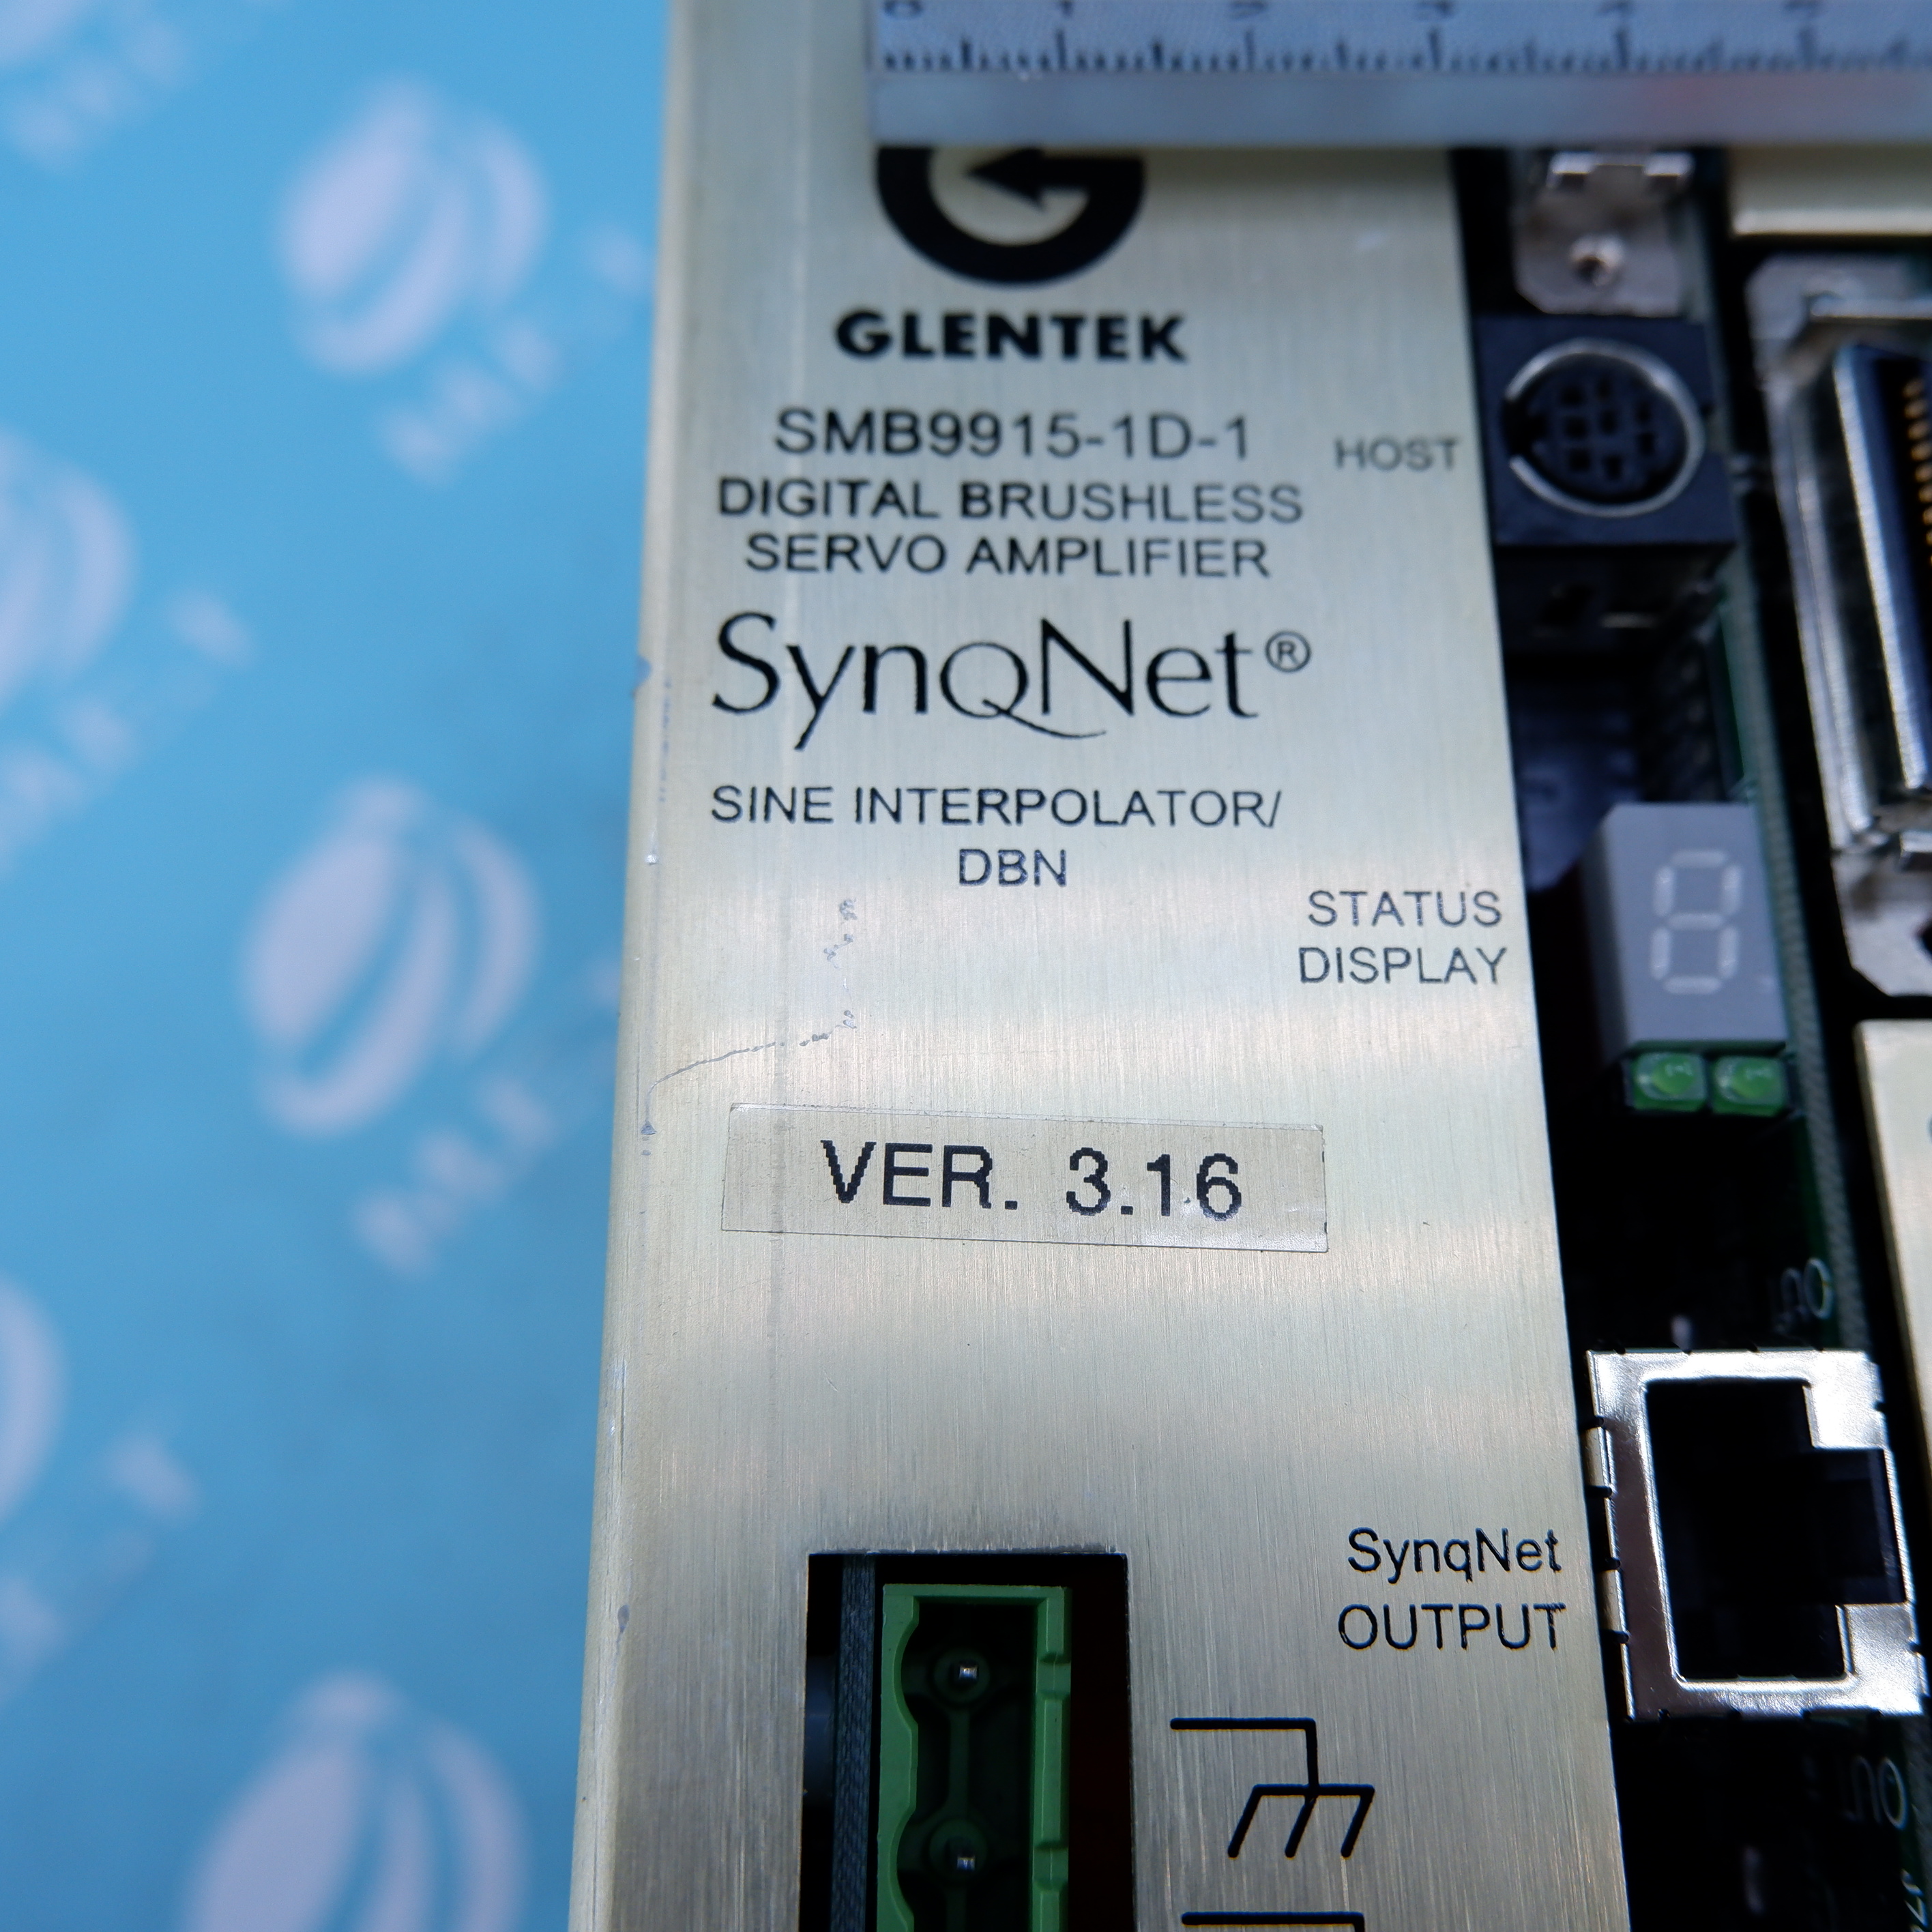 GLENTEK
SMB9915-1D-1
HOST
DIGITAL BRUSHLESS
SERVO AMPLIFIER
SynqNet®
SINE INTERPOLATOR/
DBN
STATUS
DISPLAY
VER. 3.16
SynqNet
OUTPUT